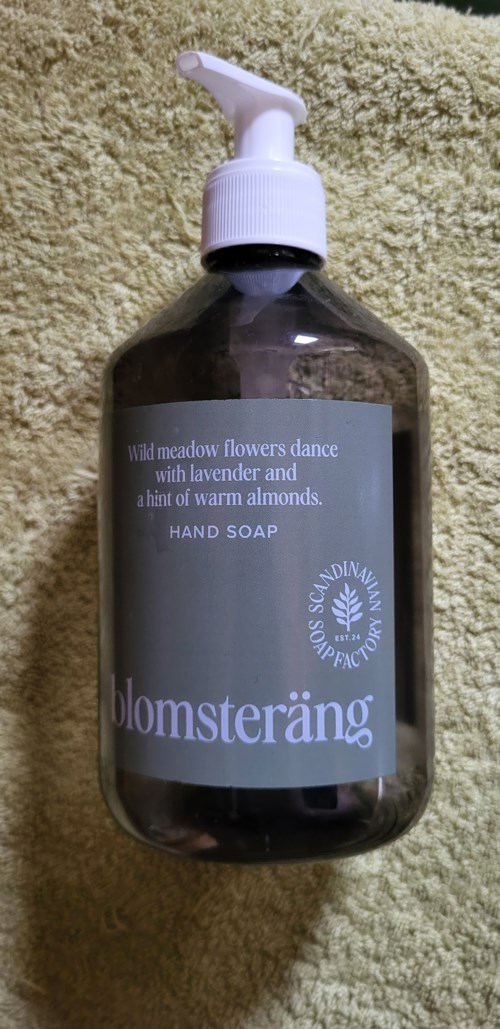 Wild meadow flowers dance
with lavender and
a hint of warm almonds.
HAND SOAP
SCANDINAVIAN
SOAP FACTORY
EST. 24
blomsteräng